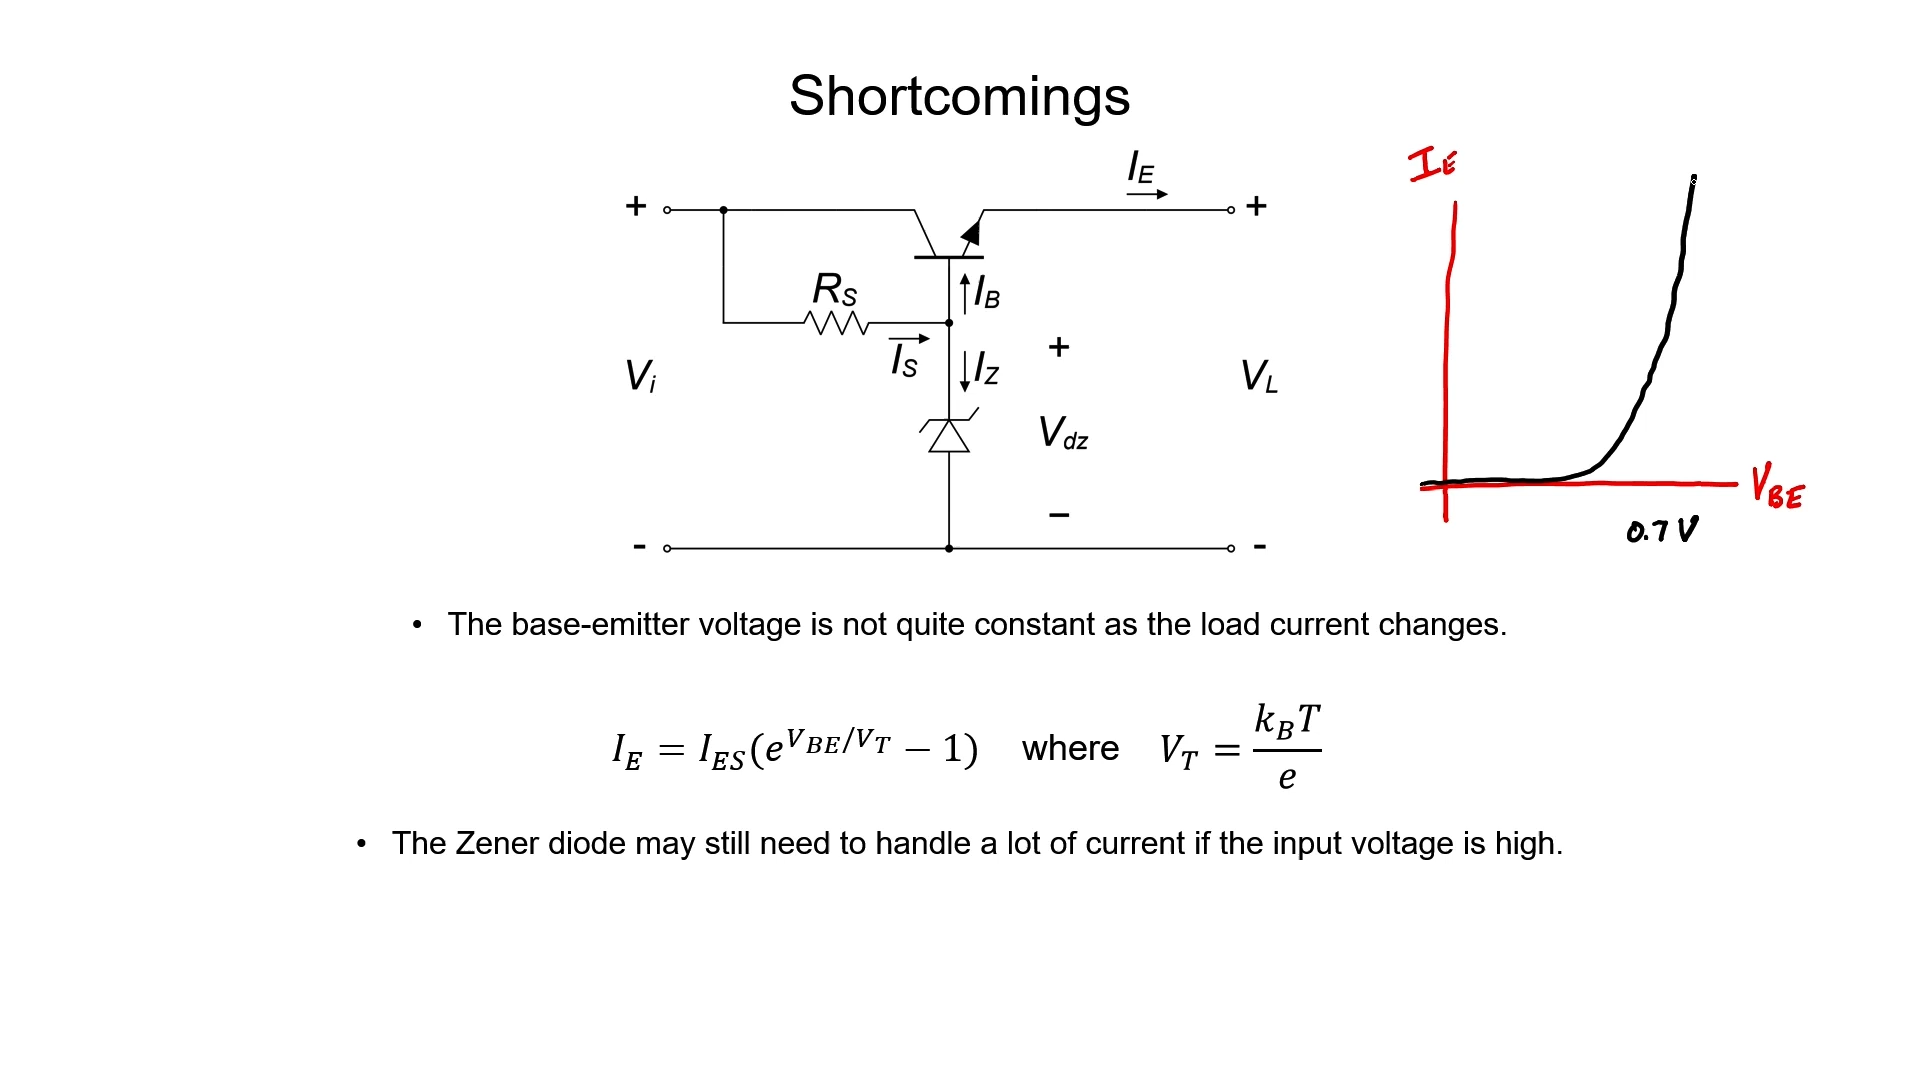 Shortcomings
I_E
I_E
+ +
R_S
I_B
I_S
I_Z
+
V_i
V_L
V_dz
−
- -
V_BE
0.7 V
• The base-emitter voltage is not quite constant as the load current changes.
I_E = I_ES(e^{V_BE/V_T} − 1) where V_T = k_BT/e
• The Zener diode may still need to handle a lot of current if the input voltage is high.